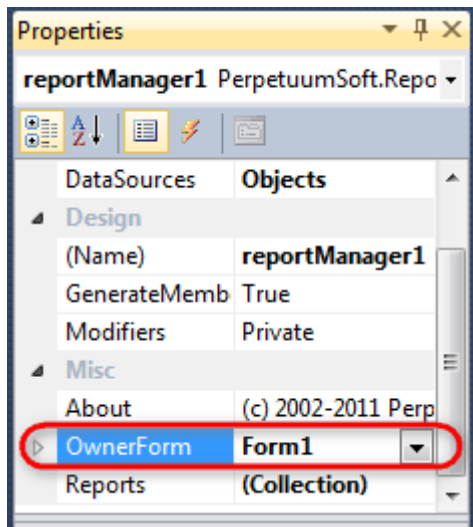 Properties
reportManager1 PerpetuumSoft.Repo
DataSources Objects
Design
(Name) reportManager1
GenerateMemb True
Modifiers Private
Misc
About (c) 2002-2011 Perp
OwnerForm Form1
Reports (Collection)